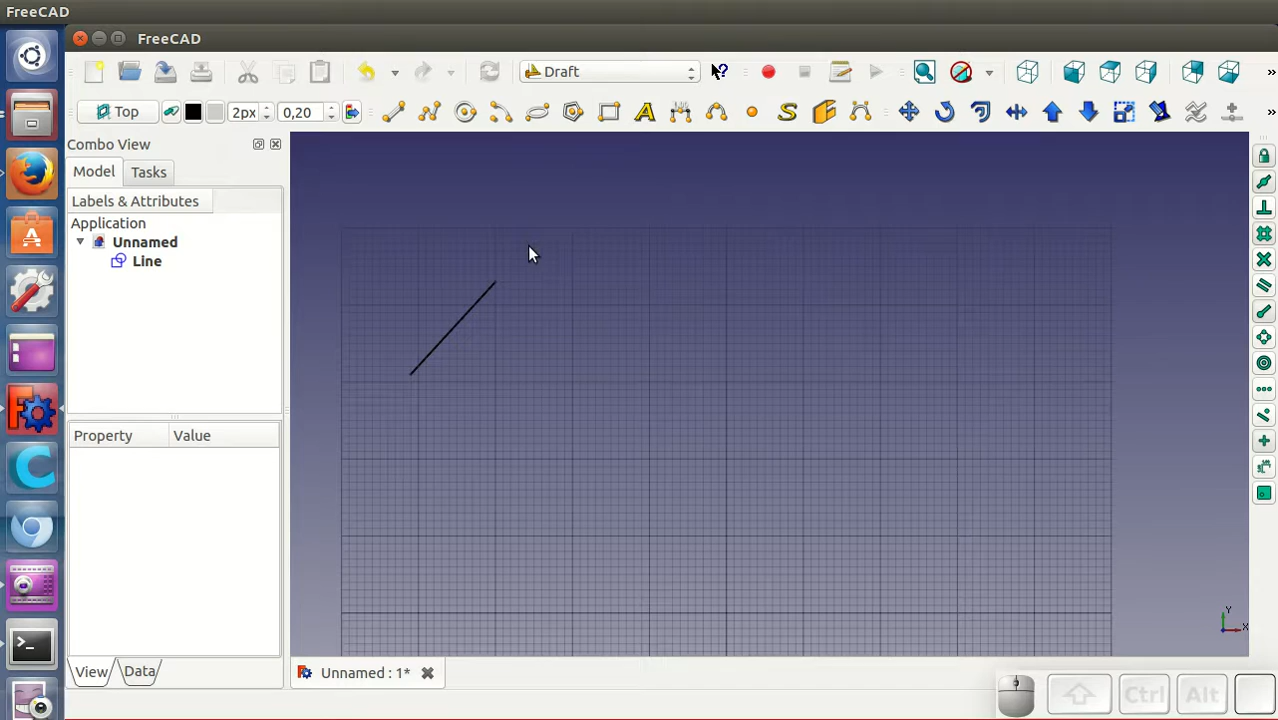 FreeCAD
FreeCAD
Draft
Top
2px
0,20
Combo View
Model
Tasks
Labels & Attributes
Application
Unnamed
Line
Property
Value
View
Data
Unnamed : 1*
Y
X
Ctrl
Alt